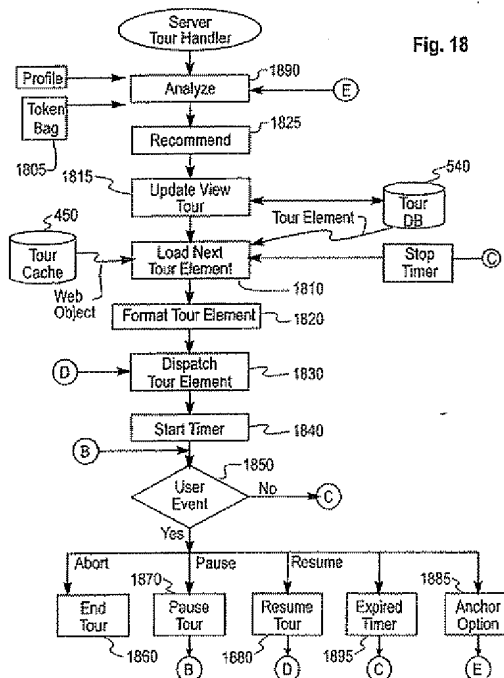 Server
Tour Handler
Fig. 18
Profile
Analyze
1890
E
Token
Bag
1805
Recommend
1825
1815
Update View
Tour
540
Tour
DB
450
Tour
Cache
Web
Object
Tour Element
Load Next
Tour Element
1810
Stop
Timer
C
Format Tour Element
1820
D
Dispatch
Tour Element
1830
Start Timer
1840
B
User
Event
1850
No
C
Yes
Abort
Pause
Resume
End
Tour
1860
1870
Pause
Tour
B
Resume
Tour
1680
D
Expired
Timer
1895
C
1885
Anchor
Option
E